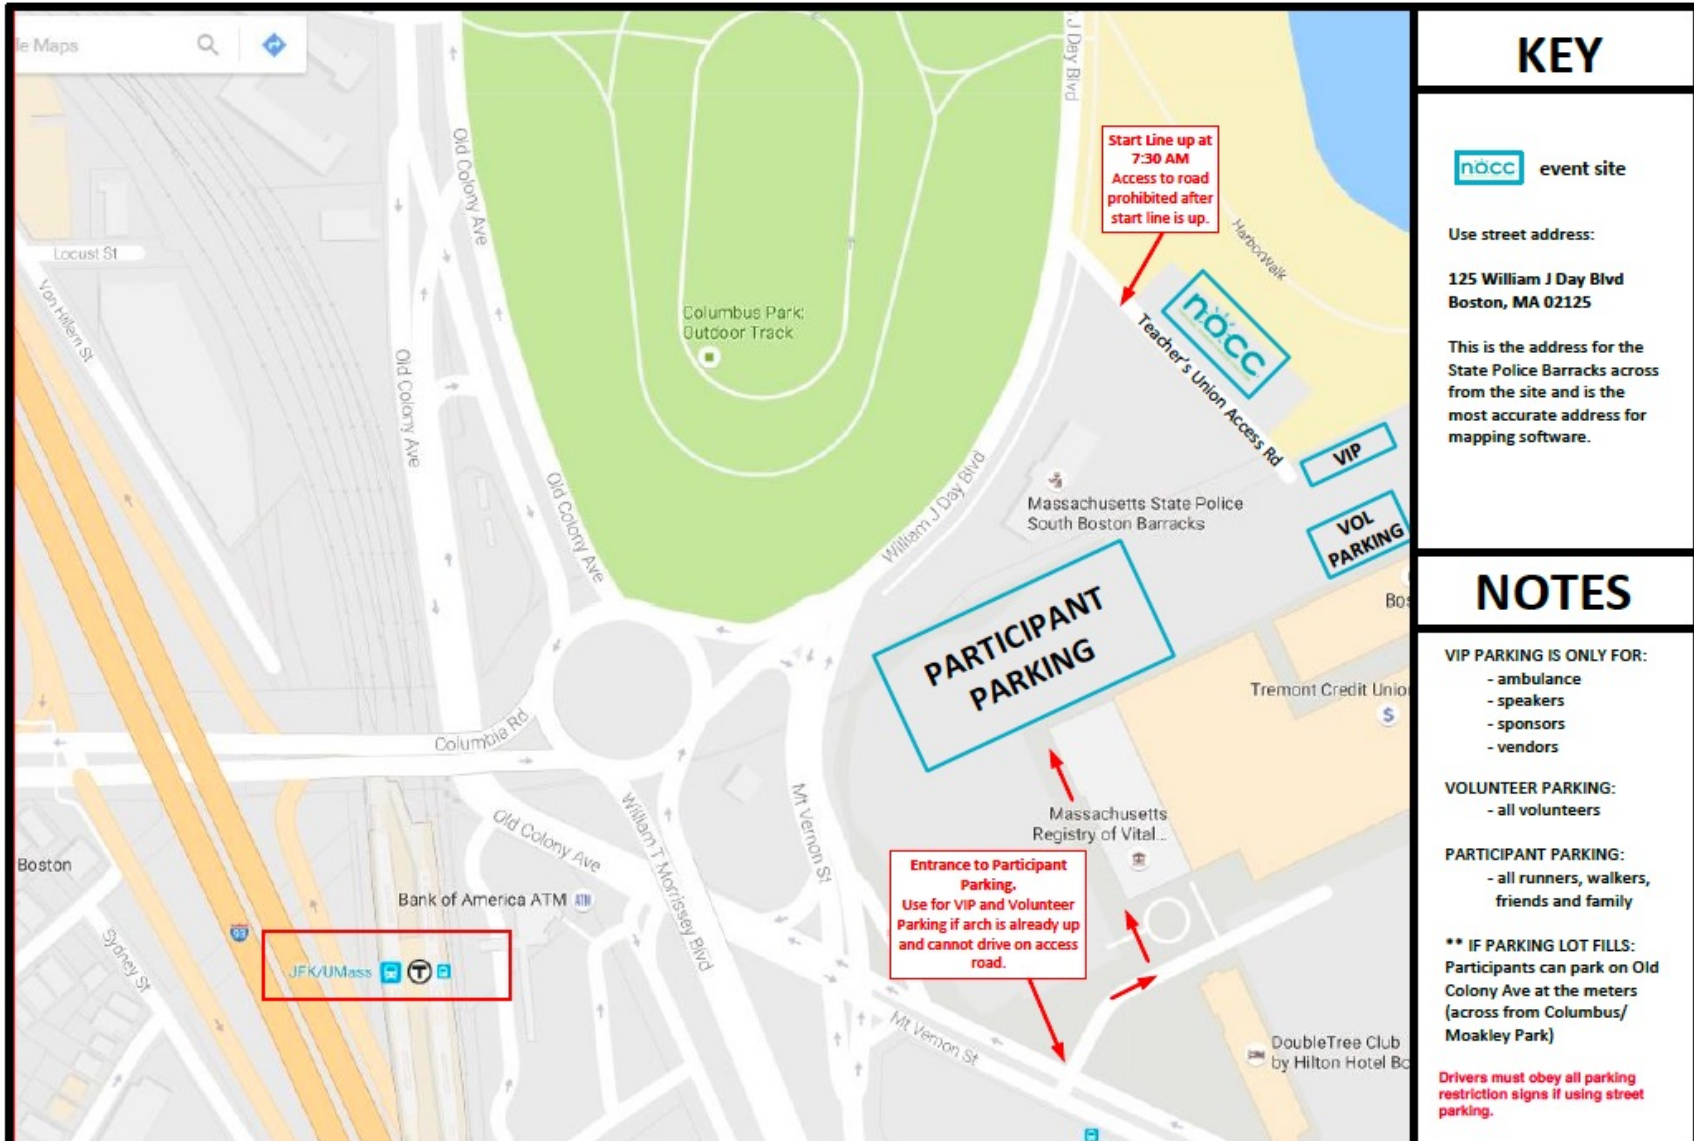 le Maps
Old Colony Ave
J Day Blvd
Start Line up at
7:30 AM
Access to road
prohibited after
start line is up.
HarborWalk
Locust St
Von Hillern St
nocc
Teacher's Union Access Rd
Columbus Park:
Outdoor Track
Old Colony Ave
VIP
Old Colony Ave
William J Day Blvd
Massachusetts State Police
South Boston Barracks
VOL
PARKING
Bos
PARTICIPANT
PARKING
Tremont Credit Unio
$
Columbia Rd
Mt Vernon St
Massachusetts
Registry of Vital...
Old Colony Ave
William T Morrissey Blvd
Boston
Bank of America ATM
ATM
Entrance to Participant
Parking.
Use for VIP and Volunteer
Parking if arch is already up
and cannot drive on access
road.
93
Sydney St
JFK/UMass
T
Mt Vernon St
DoubleTree Club
by Hilton Hotel Bo
KEY
nocc event site
Use street address:
125 William J Day Blvd
Boston, MA 02125
This is the address for the
State Police Barracks across
from the site and is the
most accurate address for
mapping software.
NOTES
VIP PARKING IS ONLY FOR:
- ambulance
- speakers
- sponsors
- vendors
VOLUNTEER PARKING:
- all volunteers
PARTICIPANT PARKING:
- all runners, walkers,
friends and family
** IF PARKING LOT FILLS:
Participants can park on Old
Colony Ave at the meters
(across from Columbus/
Moakley Park)
Drivers must obey all parking
restriction signs if using street
parking.